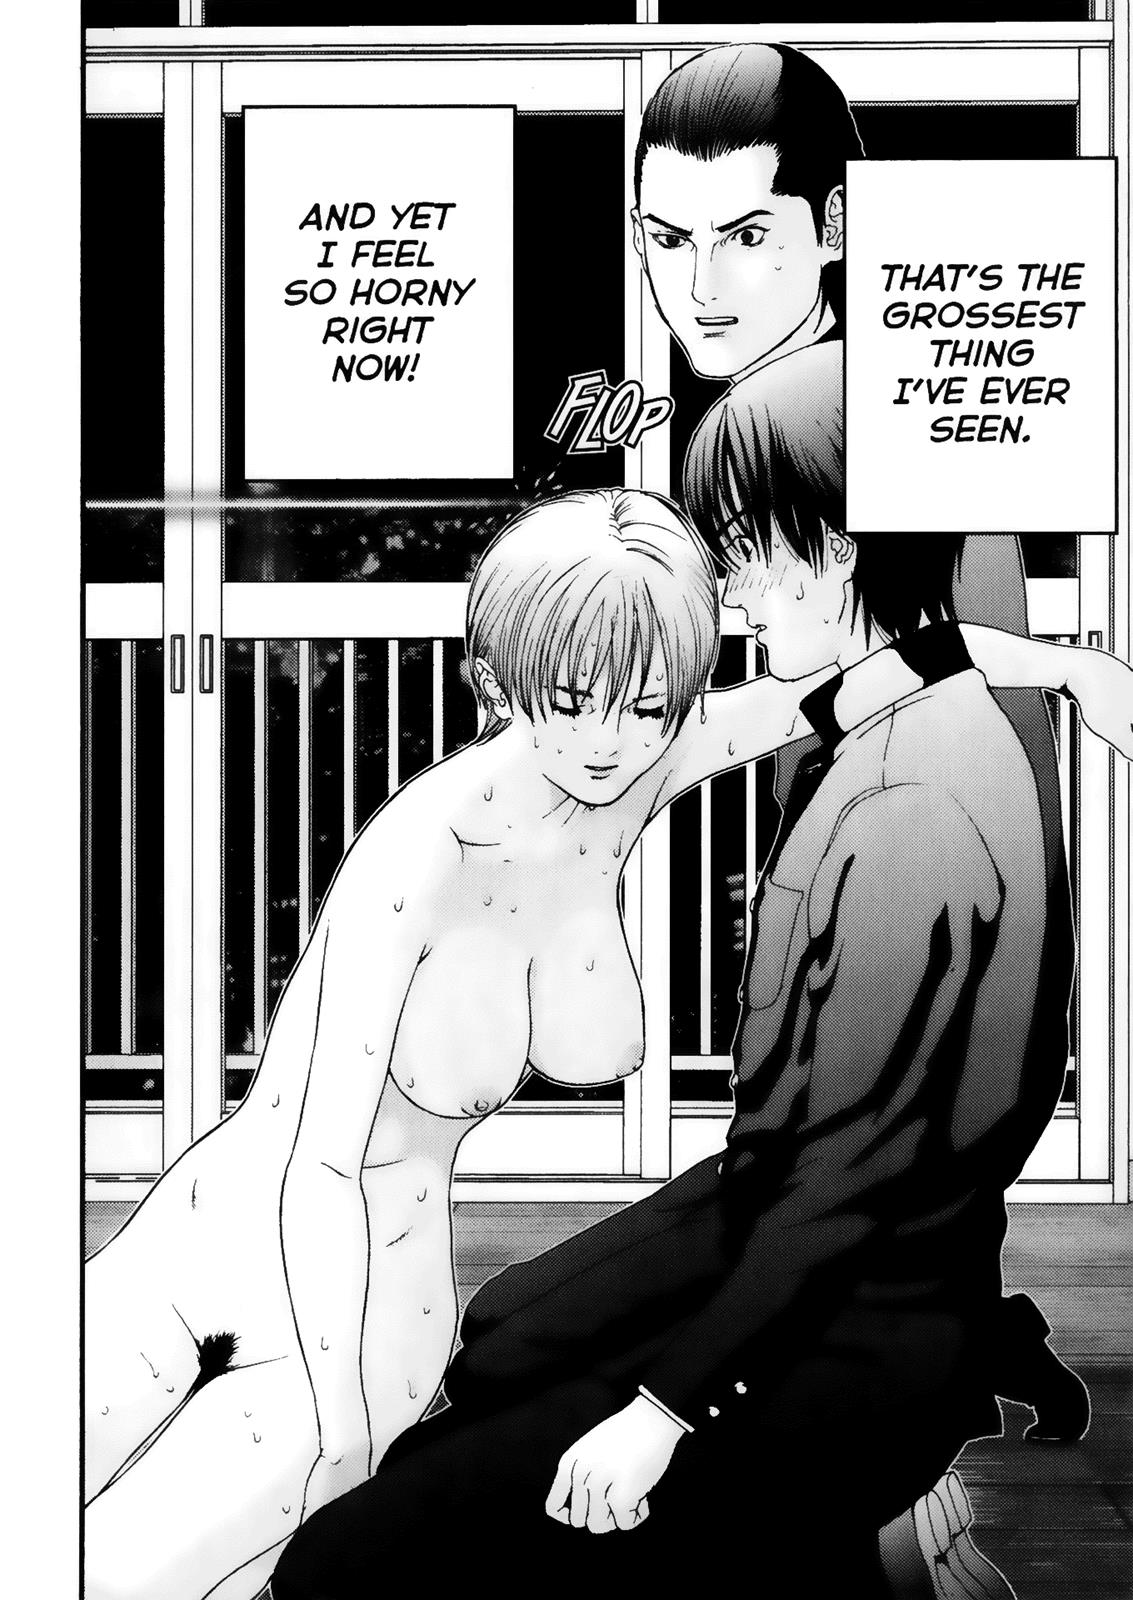 THAT'S THE
GROSSEST
THING
I'VE EVER
SEEN.
AND YET
I FEEL
SO HORNY
RIGHT
NOW!
FLOP